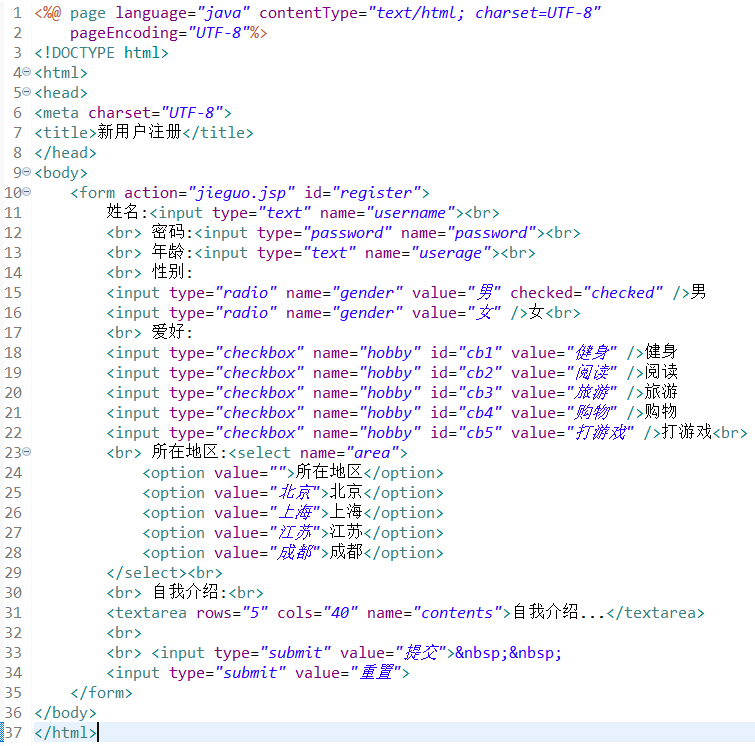 1 <%@ page language="java" contentType="text/html; charset=UTF-8"
2     pageEncoding="UTF-8"%>
3 <!DOCTYPE html>
4 <html>
5 <head>
6 <meta charset="UTF-8">
7 <title>新用户注册</title>
8 </head>
9 <body>
10     <form action="jieguo.jsp" id="register">
11         姓名:<input type="text" name="username"><br>
12         <br> 密码:<input type="password" name="password"><br>
13         <br> 年龄:<input type="text" name="userage"><br>
14         <br> 性别:
15         <input type="radio" name="gender" value="男" checked="checked" />男
16         <input type="radio" name="gender" value="女" />女<br>
17         <br> 爱好:
18         <input type="checkbox" name="hobby" id="cb1" value="健身" />健身
19         <input type="checkbox" name="hobby" id="cb2" value="阅读" />阅读
20         <input type="checkbox" name="hobby" id="cb3" value="旅游" />旅游
21         <input type="checkbox" name="hobby" id="cb4" value="购物" />购物
22         <input type="checkbox" name="hobby" id="cb5" value="打游戏" />打游戏<br>
23         <br> 所在地区:<select name="area">
24             <option value="">所在地区</option>
25             <option value="北京">北京</option>
26             <option value="上海">上海</option>
27             <option value="江苏">江苏</option>
28             <option value="成都">成都</option>
29         </select><br>
30         <br> 自我介绍:<br>
31         <textarea rows="5" cols="40" name="contents">自我介绍...</textarea>
32         <br>
33         <br> <input type="submit" value="提交">&nbsp;&nbsp;
34         <input type="submit" value="重置">
35     </form>
36 </body>
37 </html>